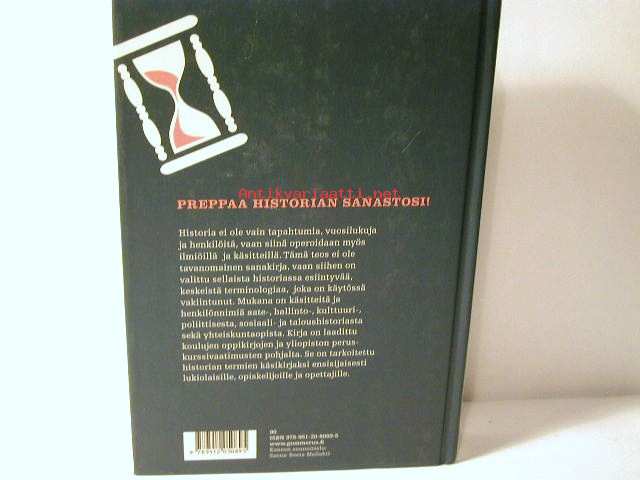 Antikvariaatti.net
PREPPAA HISTORIAN SANASTOSI!
Historia ei ole vain tapahtumia, vuosilukuja
ja henkilöitä, vaan siinä operoidaan myös
ilmiöillä ja käsitteillä. Tämä teos ei ole
tavanomainen sanakirja, vaan siihen on
valittu sellaista historiassa esiintyvää,
keskeistä terminologiaa, joka on käytössä
vakiintunut. Mukana on käsitteitä ja
henkilönnimiä aate-, hallinto-, kulttuuri-,
poliittisesta, sosiaali- ja taloushistoriasta
sekä yhteiskuntaopista. Kirja on laadittu
koulujen oppikirjojen ja yliopiston perus-
kurssivaatimusten pohjalta. Se on tarkoitettu
historian termien käsikirjaksi ensisijaisesti
lukiolaisille, opiskelijoille ja opettajille.
90
ISBN
www.gummerus.fi